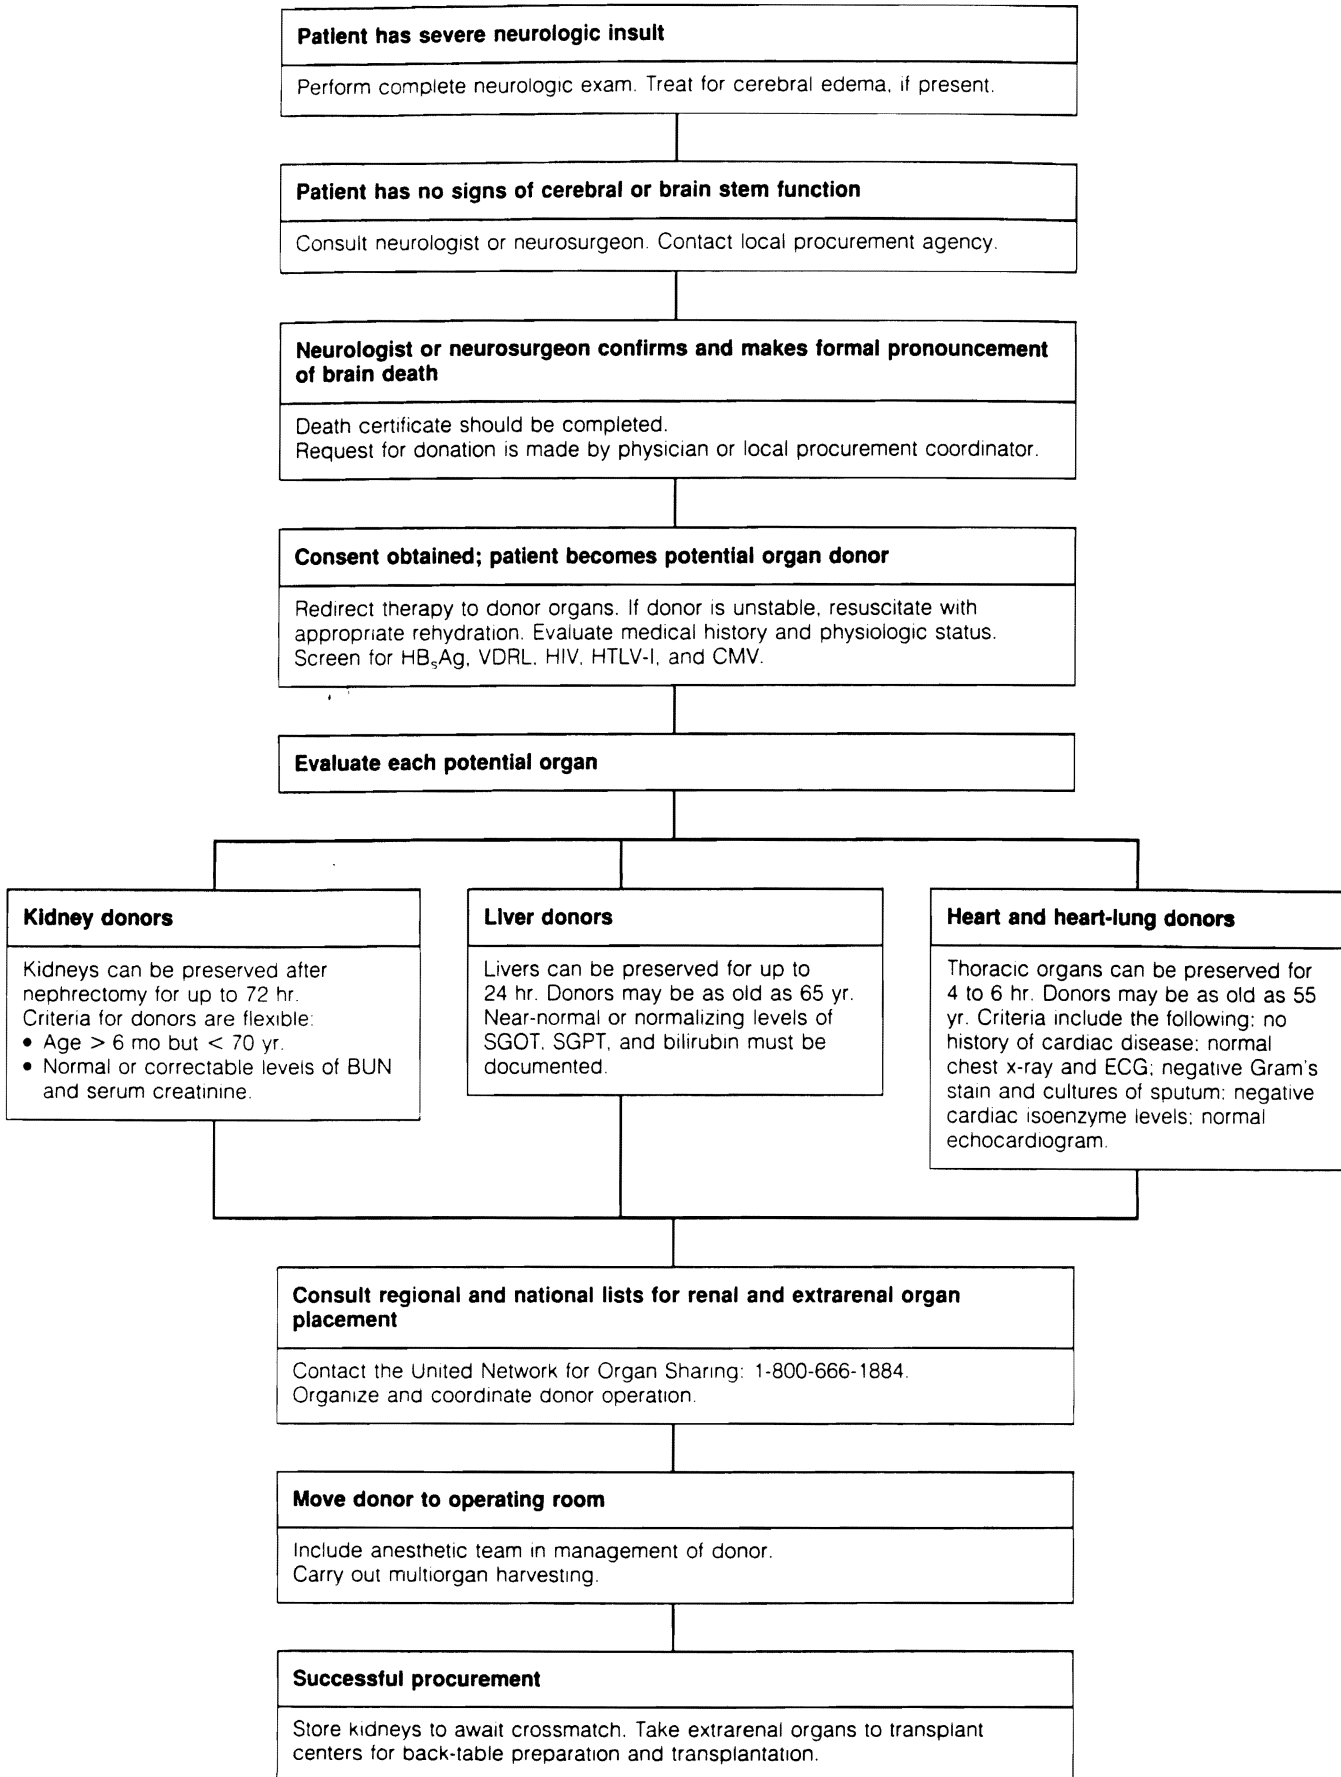 Patient has severe neurologic insult
Perform complete neurologic exam. Treat for cerebral edema, if present.
Patient has no signs of cerebral or brain stem function
Consult neurologist or neurosurgeon. Contact local procurement agency.
Neurologist or neurosurgeon confirms and makes formal pronouncement
of brain death
Death certificate should be completed.
Request for donation is made by physician or local procurement coordinator.
Consent obtained; patient becomes potential organ donor
Redirect therapy to donor organs. If donor is unstable, resuscitate with
appropriate rehydration. Evaluate medical history and physiologic status.
Screen for HBₛAg, VDRL, HIV, HTLV-I, and CMV.
Evaluate each potential organ
Kidney donors
Kidneys can be preserved after
nephrectomy for up to 72 hr.
Criteria for donors are flexible:
• Age > 6 mo but < 70 yr.
• Normal or correctable levels of BUN
and serum creatinine.
Liver donors
Livers can be preserved for up to
24 hr. Donors may be as old as 65 yr.
Near-normal or normalizing levels of
SGOT, SGPT, and bilirubin must be
documented.
Heart and heart-lung donors
Thoracic organs can be preserved for
4 to 6 hr. Donors may be as old as 55
yr. Criteria include the following: no
history of cardiac disease; normal
chest x-ray and ECG; negative Gram's
stain and cultures of sputum; negative
cardiac isoenzyme levels; normal
echocardiogram.
Consult regional and national lists for renal and extrarenal organ
placement
Contact the United Network for Organ Sharing: 1-800-666-1884.
Organize and coordinate donor operation.
Move donor to operating room
Include anesthetic team in management of donor.
Carry out multiorgan harvesting.
Successful procurement
Store kidneys to await crossmatch. Take extrarenal organs to transplant
centers for back-table preparation and transplantation.